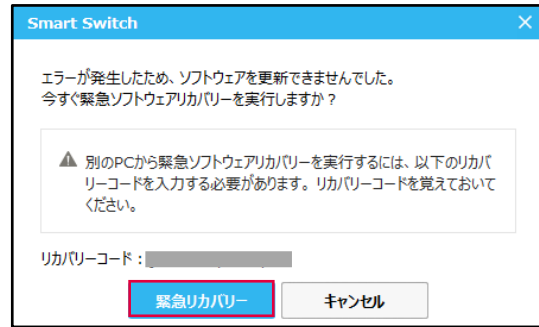 Smart Switch
エラーが発生したため、ソフトウェアを更新できませんでした。
今すぐ緊急ソフトウェアリカバリーを実行しますか？
別のPCから緊急ソフトウェアリカバリーを実行するには、以下のリカバ
リーコードを入力する必要があります。リカバリーコードを覚えておいて
ください。
リカバリーコード：
緊急リカバリー
キャンセル